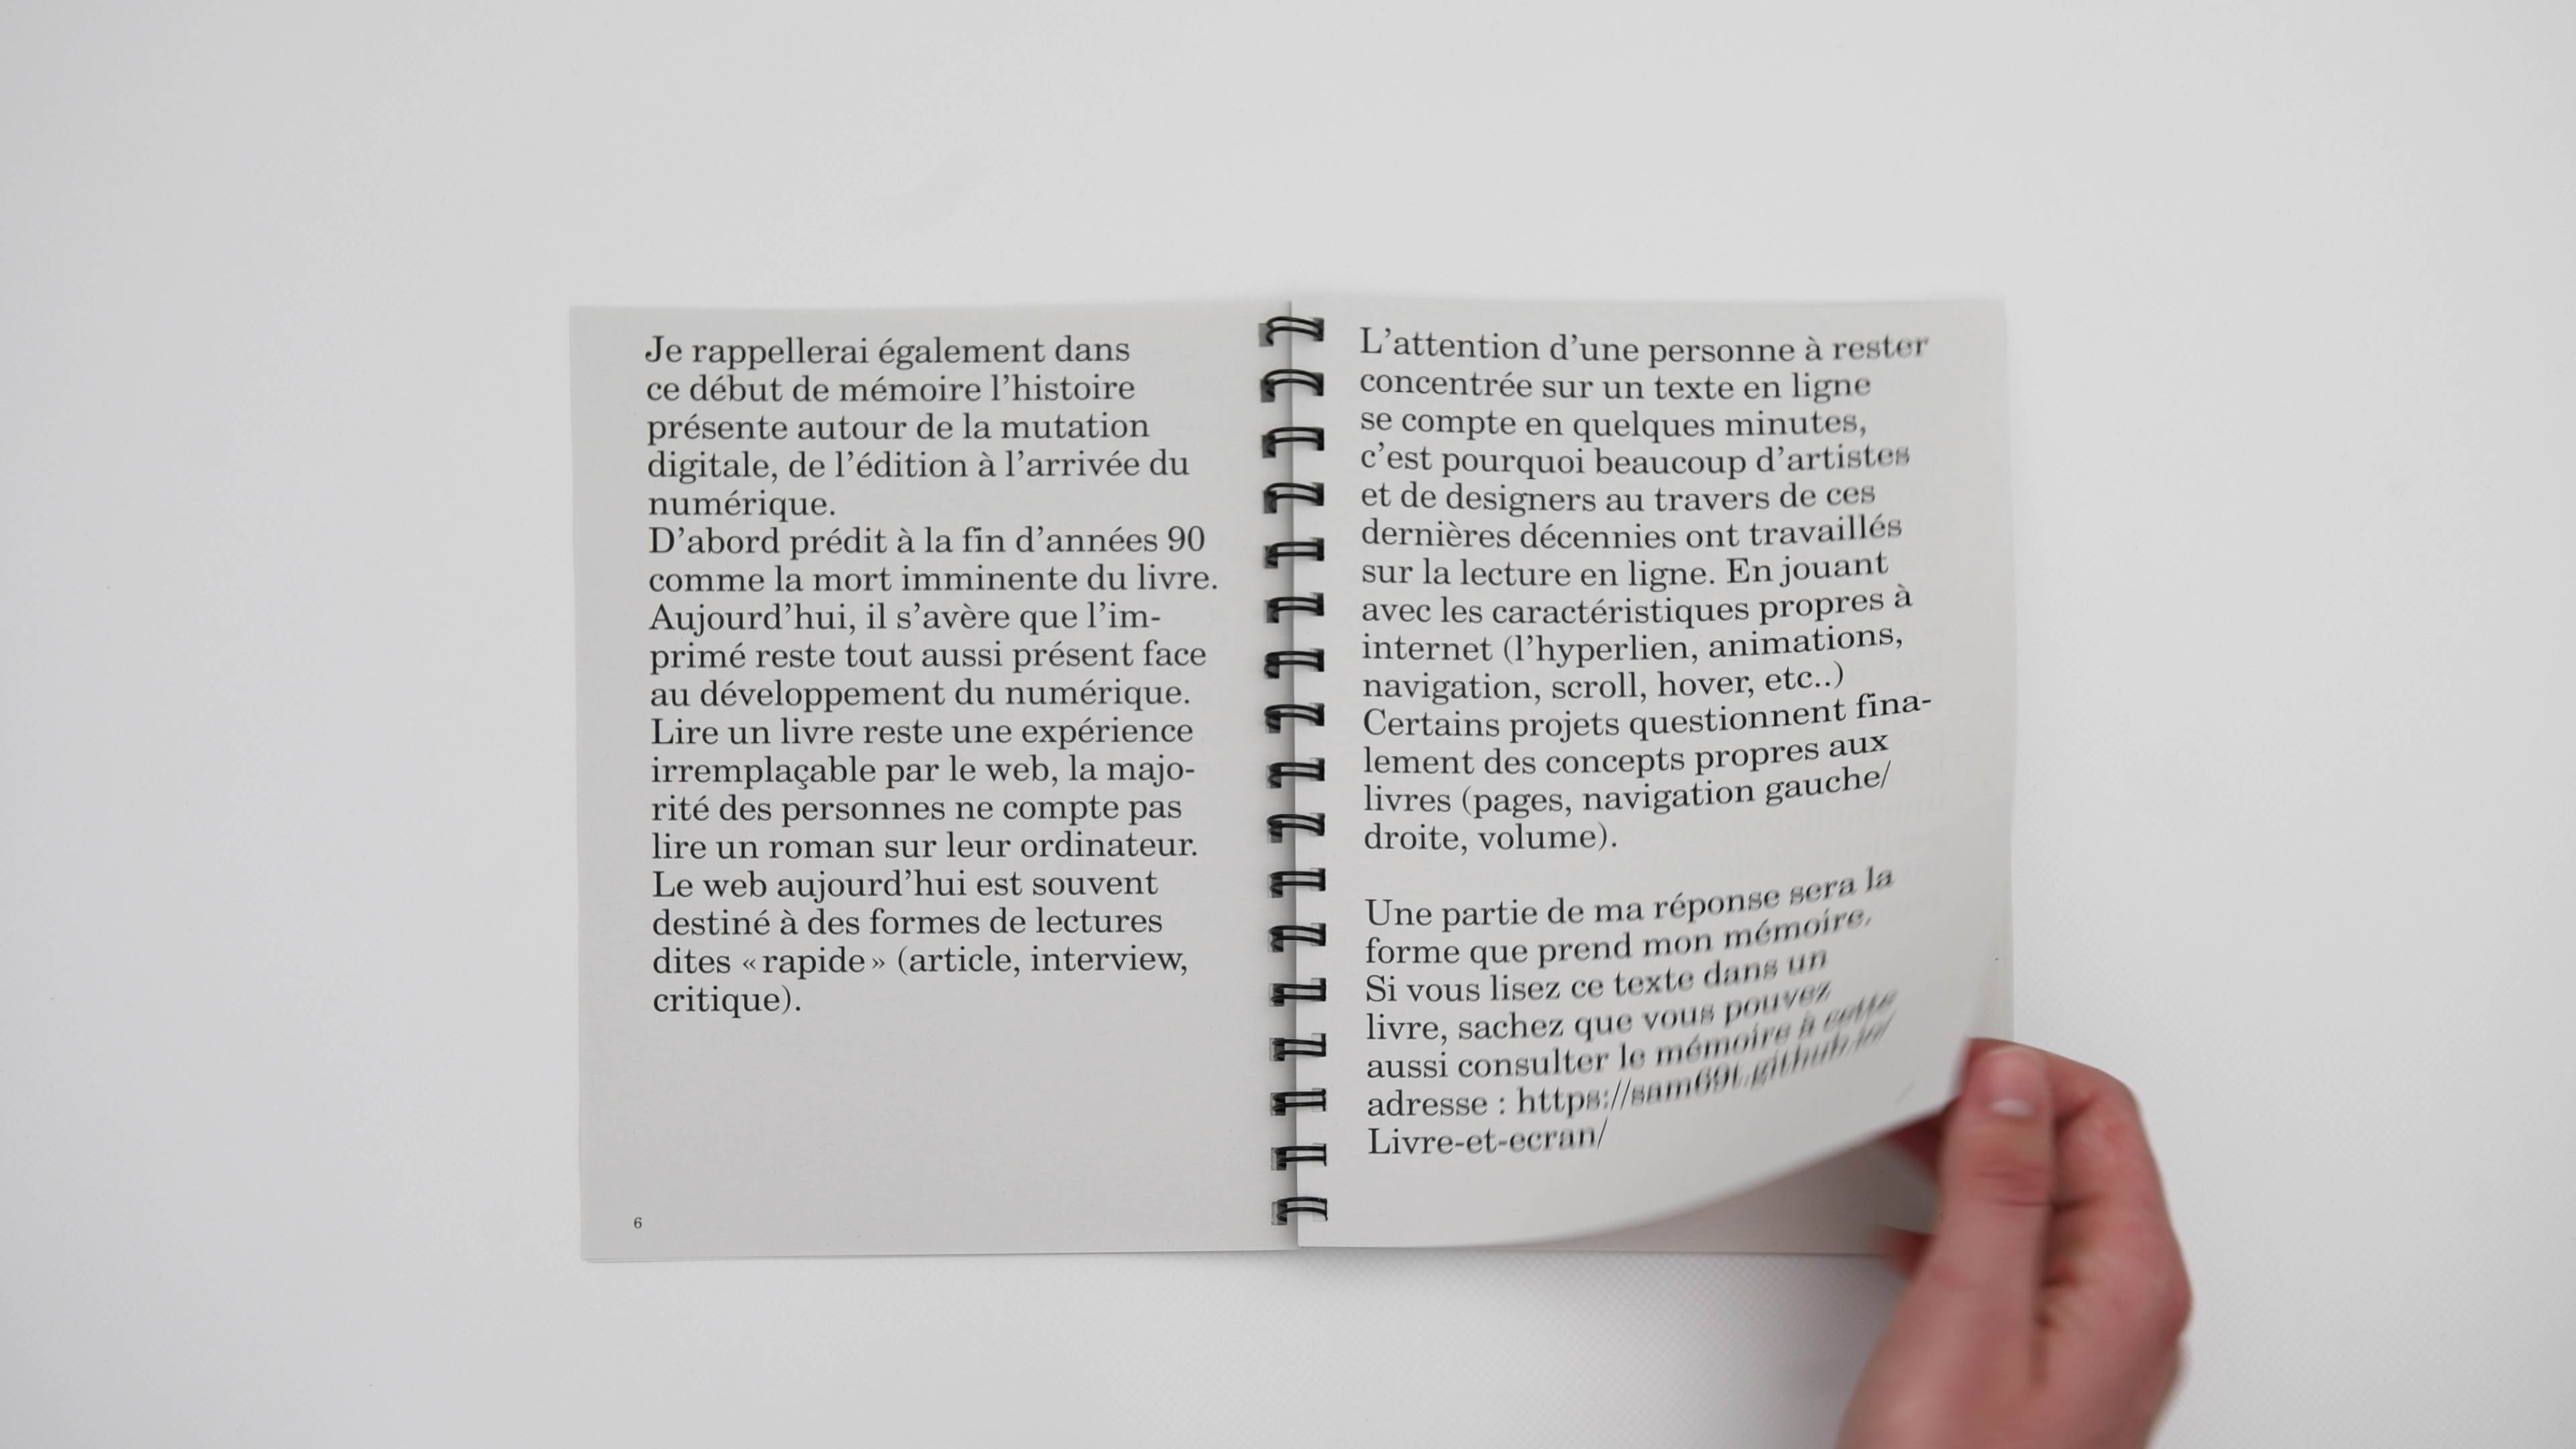 Je rappellerai également dans
ce début de mémoire l’histoire
présente autour de la mutation
digitale, de l’édition à l’arrivée du
numérique.
D’abord prédit à la fin d’années 90
comme la mort imminente du livre.
Aujourd’hui, il s’avère que l’im-
primé reste tout aussi présent face
au développement du numérique.
Lire un livre reste une expérience
irremplaçable par le web, la majo-
rité des personnes ne compte pas
lire un roman sur leur ordinateur.
Le web aujourd’hui est souvent
destiné à des formes de lectures
dites « rapide » (article, interview,
critique).
6
L’attention d’une personne à rester
concentrée sur un texte en ligne
se compte en quelques minutes,
c’est pourquoi beaucoup d’artistes
et de designers au travers de ces
dernières décennies ont travaillés
sur la lecture en ligne. En jouant
avec les caractéristiques propres à
internet (l’hyperlien, animations,
navigation, scroll, hover, etc..)
Certains projets questionnent fina-
lement des concepts propres aux
livres (pages, navigation gauche/
droite, volume).
Une partie de ma réponse sera la
forme que prend mon mémoire.
Si vous lisez ce texte dans un
livre, sachez que vous pouvez
aussi consulter le mémoire à cette
adresse : https://sam69t.github.io/
Livre-et-ecran/